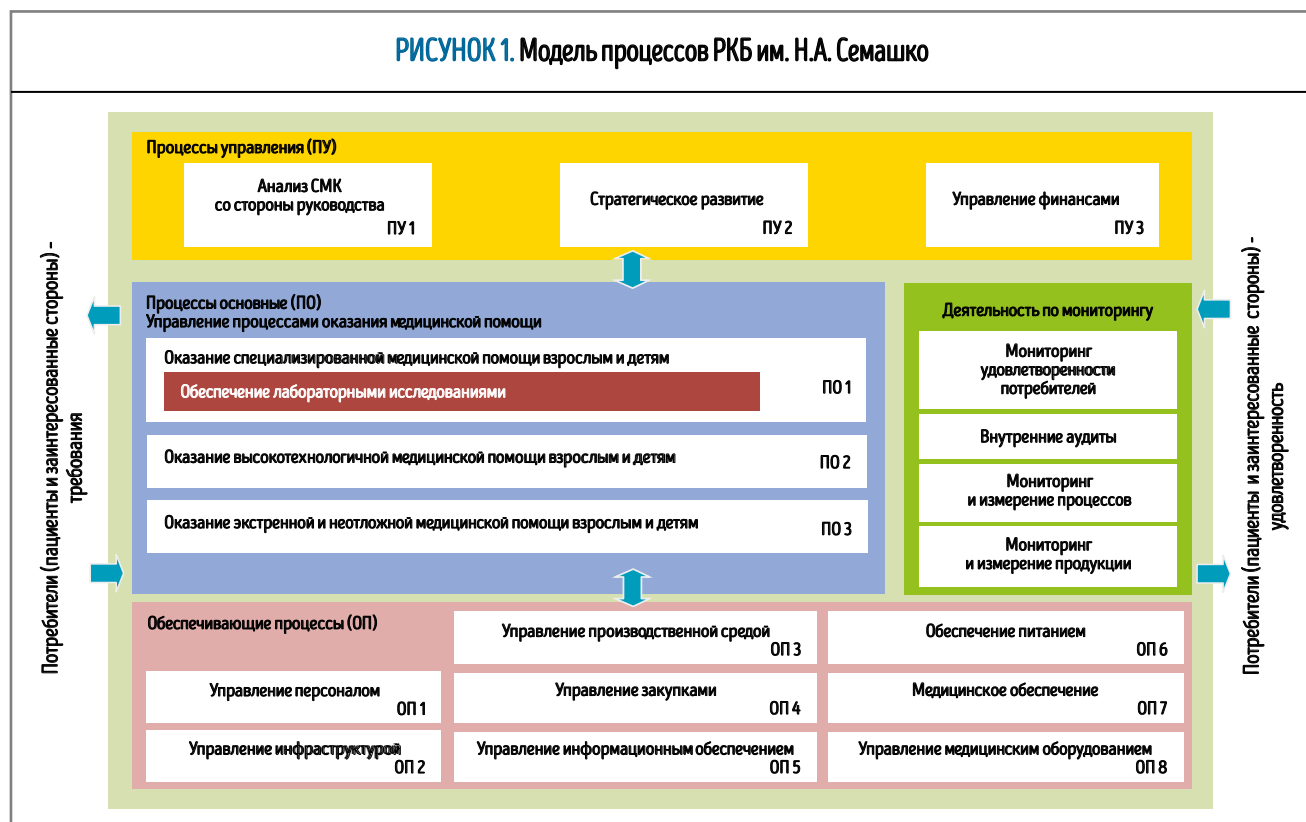 РИСУНОК 1. Модель процессов РКБ им. Н.А. Семашко
Потребители (пациенты и заинтересованные стороны) -
требования
Процессы управления (ПУ)
Анализ СМК
со стороны руководства
ПУ 1
Стратегическое развитие
ПУ 2
Управление финансами
ПУ 3
Процессы основные (ПО)
Управление процессами оказания медицинской помощи
Оказание специализированной медицинской помощи взрослым и детям
Обеспечение лабораторными исследованиями
ПО 1
Оказание высокотехнологичной медицинской помощи взрослым и детям
ПО 2
Оказание экстренной и неотложной медицинской помощи взрослым и детям
ПО 3
Деятельность по мониторингу
Мониторинг
удовлетворенности
потребителей
Внутренние аудиты
Мониторинг
и измерение процессов
Мониторинг
и измерение продукции
Обеспечивающие процессы (ОП)
Управление персоналом
ОП 1
Управление инфраструктурой
ОП 2
Управление производственной средой
ОП 3
Управление закупками
ОП 4
Управление информационным обеспечением
ОП 5
Обеспечение питанием
ОП 6
Медицинское обеспечение
ОП 7
Управление медицинским оборудованием
ОП 8
Потребители (пациенты и заинтересованные стороны) -
удовлетворенность